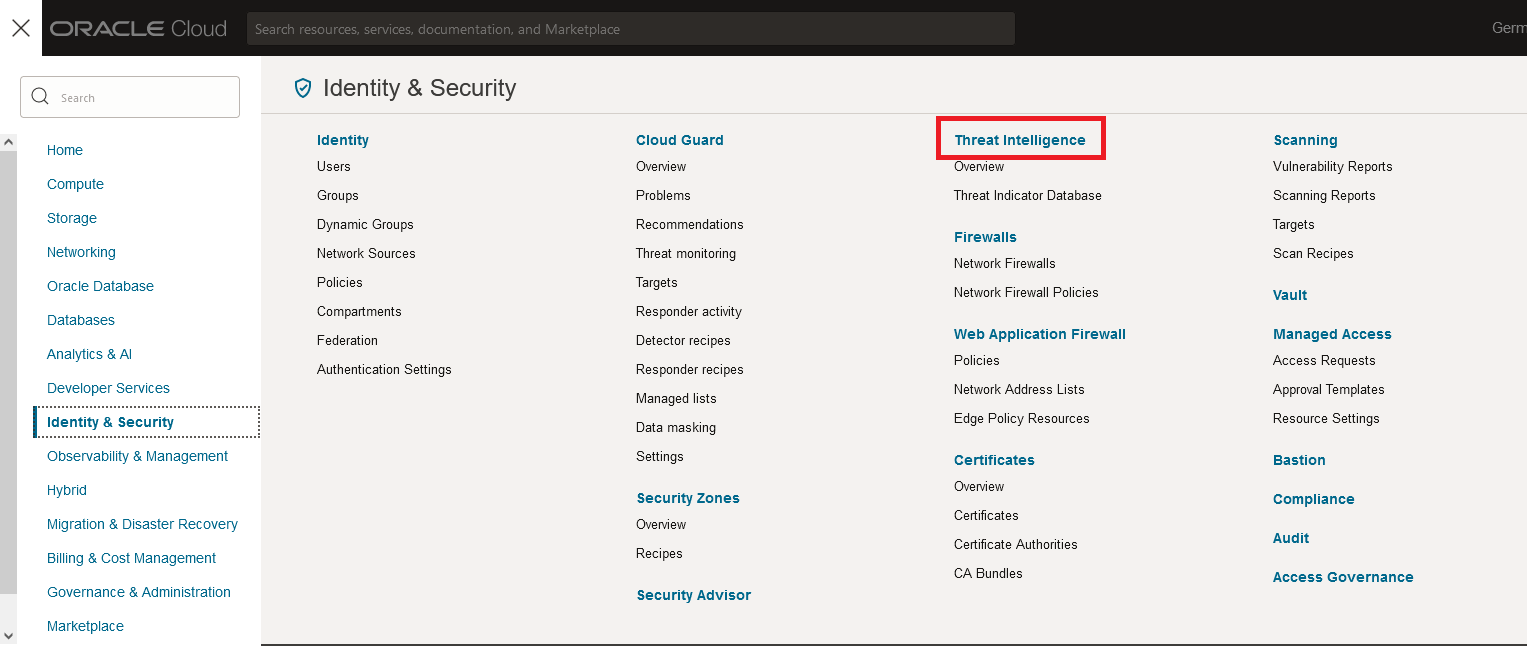 ORACLE Cloud
Search resources, services, documentation, and Marketplace
Search
Home
Compute
Storage
Networking
Oracle Database
Databases
Analytics & AI
Developer Services
Identity & Security
Observability & Management
Hybrid
Migration & Disaster Recovery
Billing & Cost Management
Governance & Administration
Marketplace
Identity & Security
Identity
Users
Groups
Dynamic Groups
Network Sources
Policies
Compartments
Federation
Authentication Settings
Cloud Guard
Overview
Problems
Recommendations
Threat monitoring
Targets
Responder activity
Detector recipes
Responder recipes
Managed lists
Data masking
Settings
Security Zones
Overview
Recipes
Security Advisor
Threat Intelligence
Overview
Threat Indicator Database
Firewalls
Network Firewalls
Network Firewall Policies
Web Application Firewall
Policies
Network Address Lists
Edge Policy Resources
Certificates
Overview
Certificates
Certificate Authorities
CA Bundles
Scanning
Vulnerability Reports
Scanning Reports
Targets
Scan Recipes
Vault
Managed Access
Access Requests
Approval Templates
Resource Settings
Bastion
Compliance
Audit
Access Governance